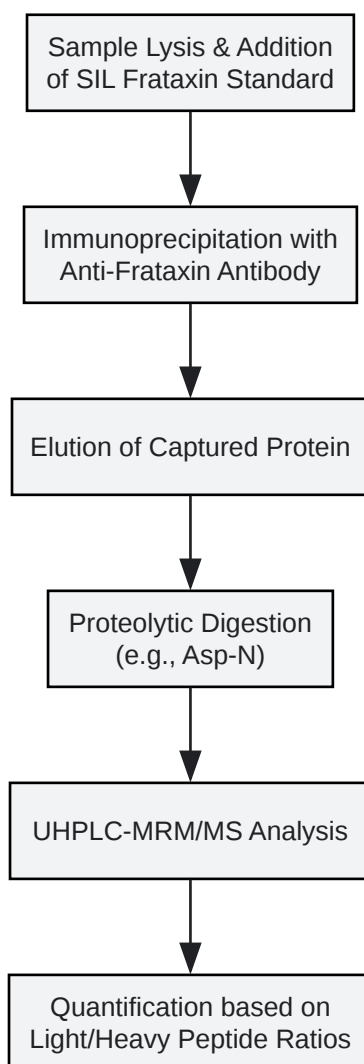 Sample Lysis & Addition
of SIL Frataxin Standard
Immunoprecipitation with
Anti-Frataxin Antibody
Elution of Captured Protein
Proteolytic Digestion
(e.g., Asp-N)
UHPLC-MRM/MS Analysis
Quantification based on
Light/Heavy Peptide Ratios